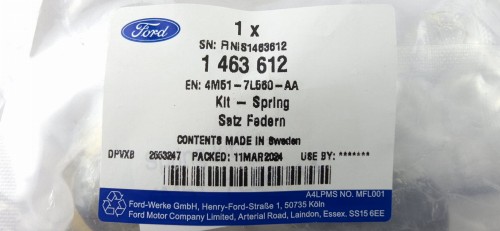 Ford
1 x
SN: FINIS1463612
1 463 612
EN: 4M51-7L560-AA
Kit - Spring
Satz Federn
CONTENTS MADE IN Sweden
DPVXB 2553247 PACKED: 11MAR2024 USE BY: *******
A4LPMS NO. MFL001
Ford-Werke GmbH, Henry-Ford-Straße 1, 50735 Köln
Ford Motor Company Limited, Arterial Road, Laindon, Essex. SS15 6EE